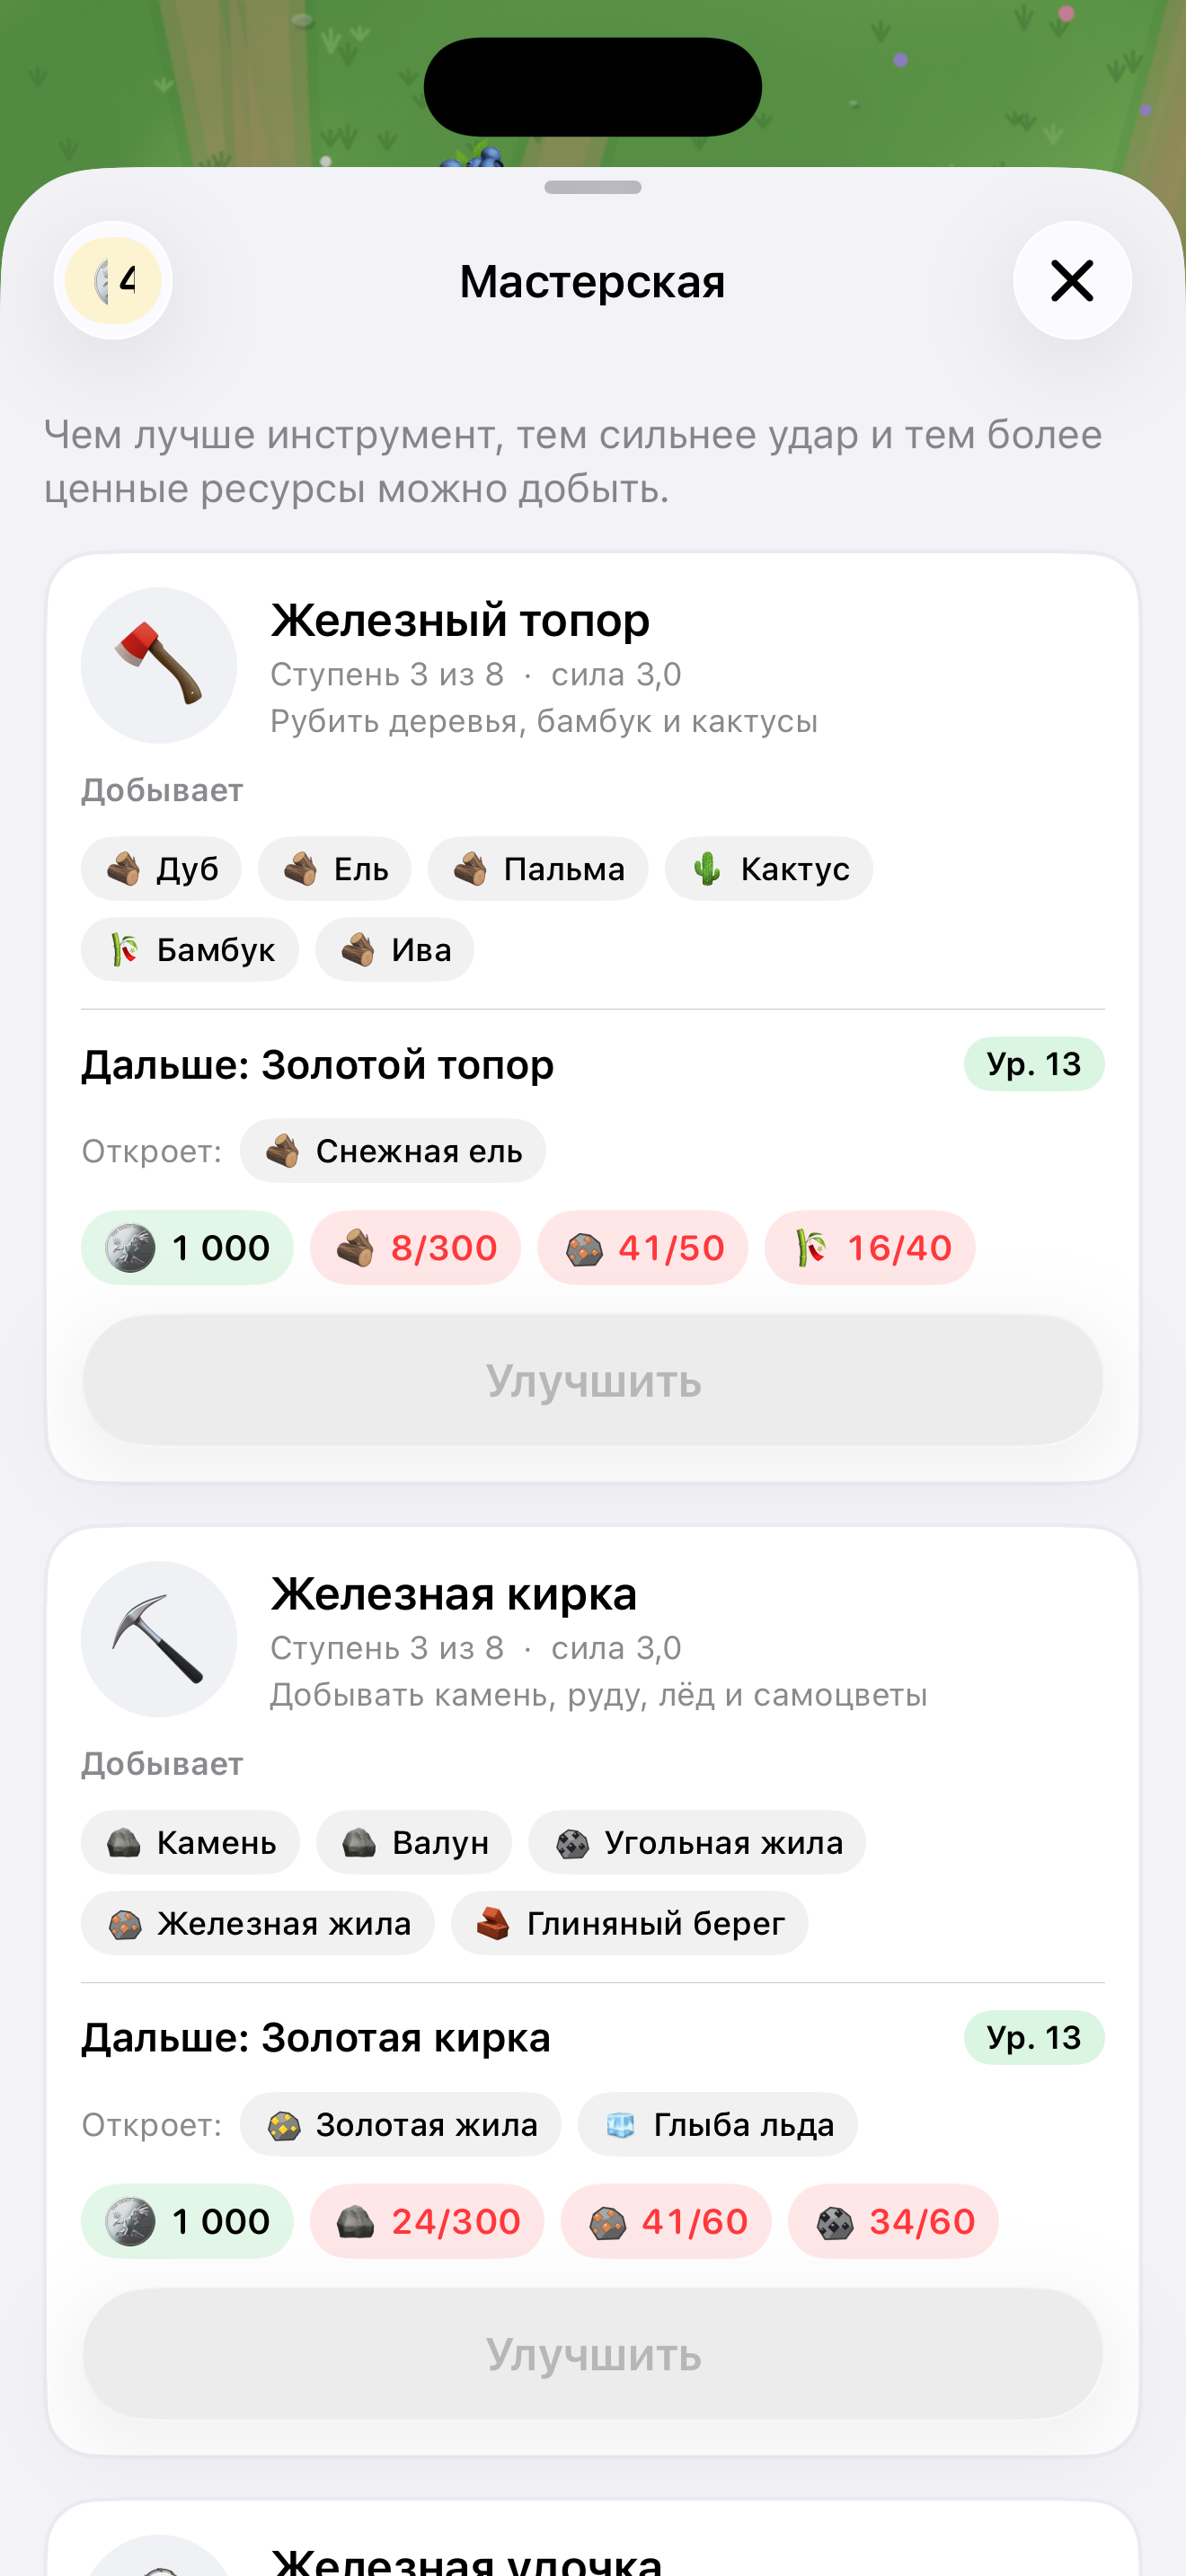 4
Мастерская
Чем лучше инструмент, тем сильнее удар и тем более
ценные ресурсы можно добыть.
Железный топор
Ступень 3 из 8 · сила 3,0
Рубить деревья, бамбук и кактусы
Добывает
Дуб Ель Пальма Кактус
Бамбук Ива
Дальше: Золотой топор Ур. 13
Откроет: Снежная ель
1 000 8/300 41/50 16/40
Улучшить
Железная кирка
Ступень 3 из 8 · сила 3,0
Добывать камень, руду, лёд и самоцветы
Добывает
Камень Валун Угольная жила
Железная жила Глиняный берег
Дальше: Золотая кирка Ур. 13
Откроет: Золотая жила Глыба льда
1 000 24/300 41/60 34/60
Улучшить
Железная удочка